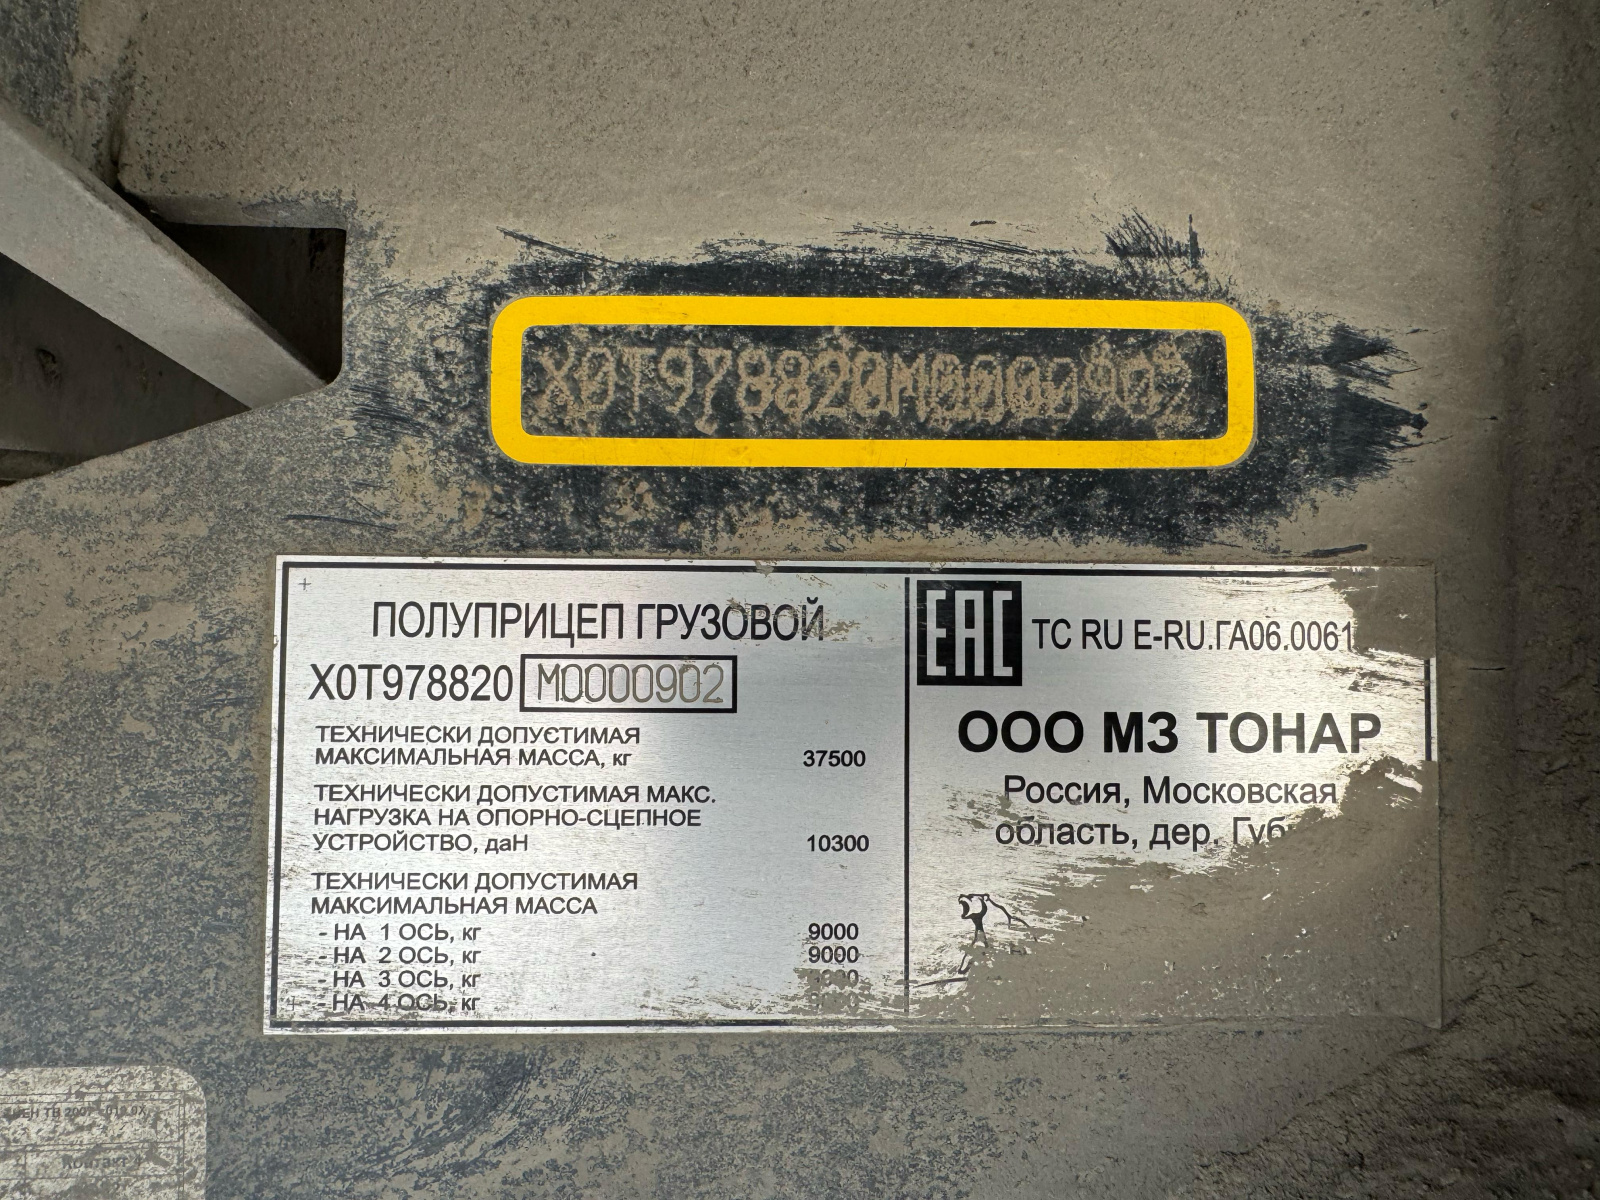 X0T978820M0000902
ПОЛУПРИЦЕП ГРУЗОВОЙ
X0T978820 M0000902
ТЕХНИЧЕСКИ ДОПУСТИМАЯ
МАКСИМАЛЬНАЯ МАССА, кг 37500
ТЕХНИЧЕСКИ ДОПУСТИМАЯ МАКС.
НАГРУЗКА НА ОПОРНО-СЦЕПНОЕ
УСТРОЙСТВО, даН 10300
ТЕХНИЧЕСКИ ДОПУСТИМАЯ
МАКСИМАЛЬНАЯ МАССА
- НА 1 ОСЬ, кг 9000
- НА 2 ОСЬ, кг 9000
- НА 3 ОСЬ, кг
- НА 4 ОСЬ, кг
EAC TC RU E-RU.ГА06.0061
ООО МЗ ТОНАР
Россия, Московская
область, дер.